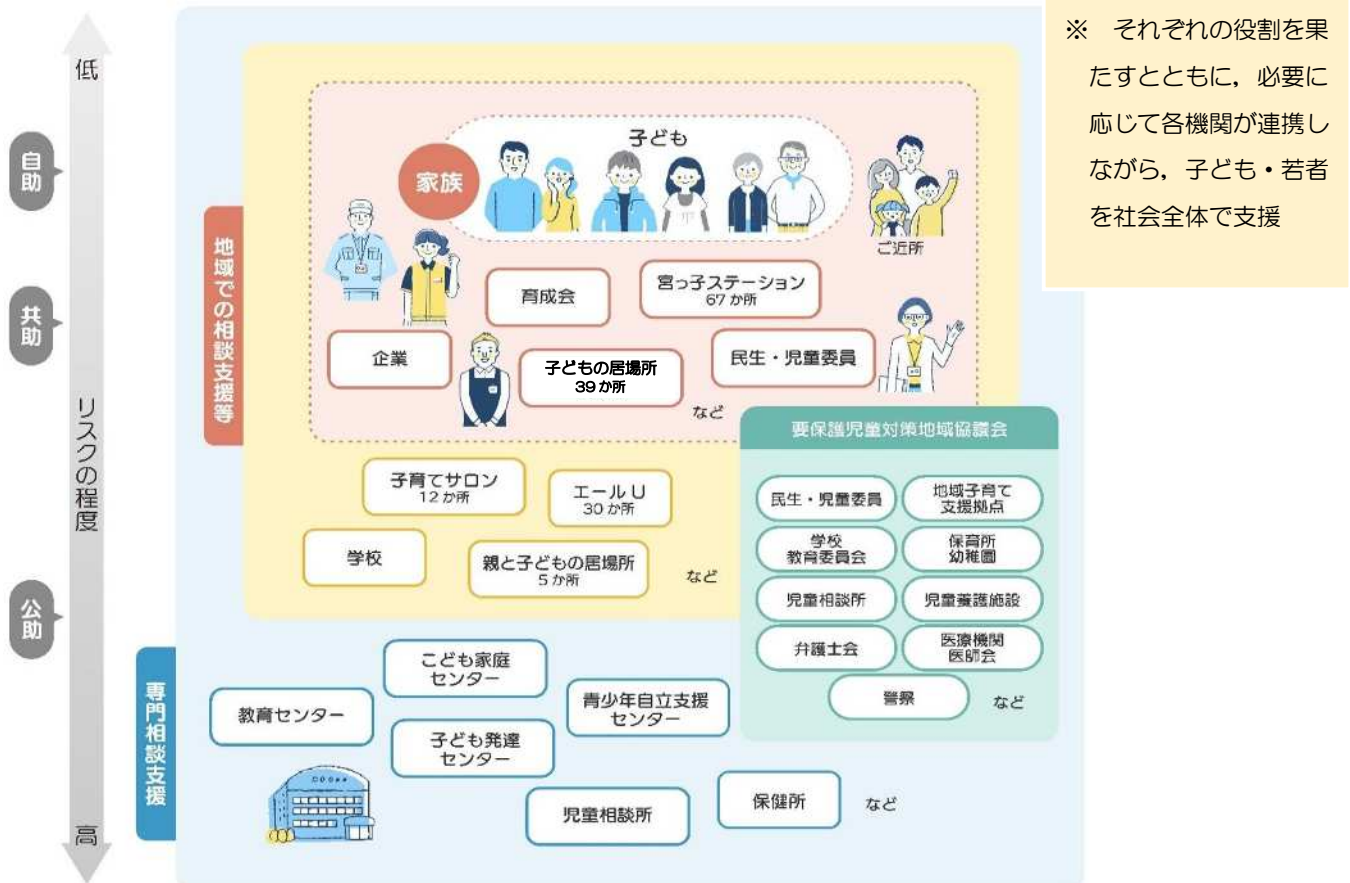 ※　それぞれの役割を果
たすとともに，必要に
応じて各機関が連携し
ながら，子ども・若者
を社会全体で支援
低
自助
共助
リスクの程度
公助
高
地域での相談支援等
子ども
家族
ご近所
育成会
宮っ子ステーション
67か所
企業
子どもの居場所
39か所
民生・児童委員
など
子育てサロン
12か所
エールU
30か所
学校
親と子どもの居場所
5か所
など
要保護児童対策地域協議会
民生・児童委員
地域子育て
支援拠点
学校
教育委員会
保育所
幼稚園
児童相談所
児童養護施設
弁護士会
医療機関
医師会
警察
など
専門相談支援
こども家庭
センター
教育センター
青少年自立支援
センター
子ども発達
センター
児童相談所
保健所
など